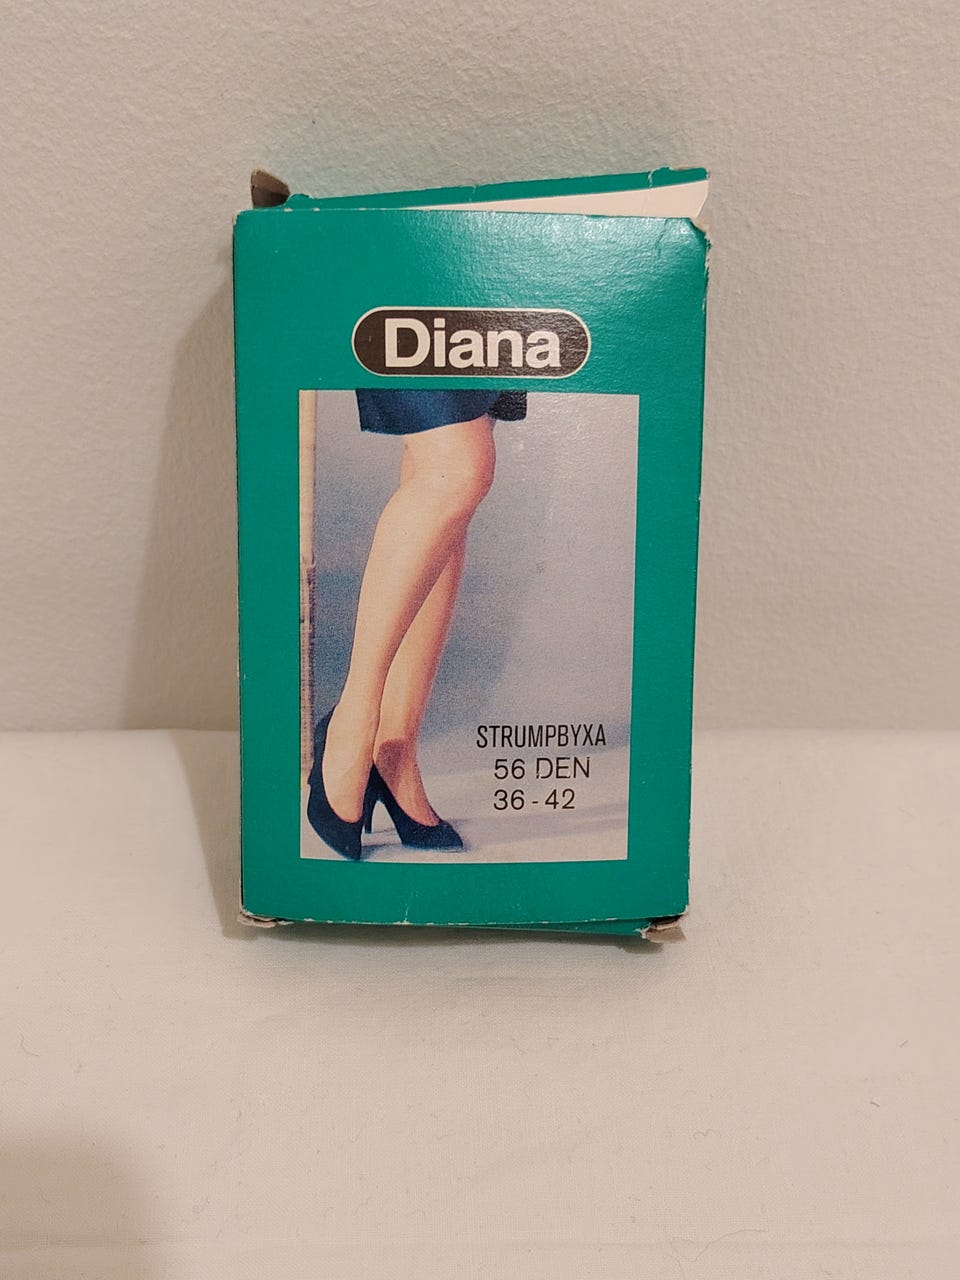 Diana
STRUMPBYXA
56 DEN
36 - 42